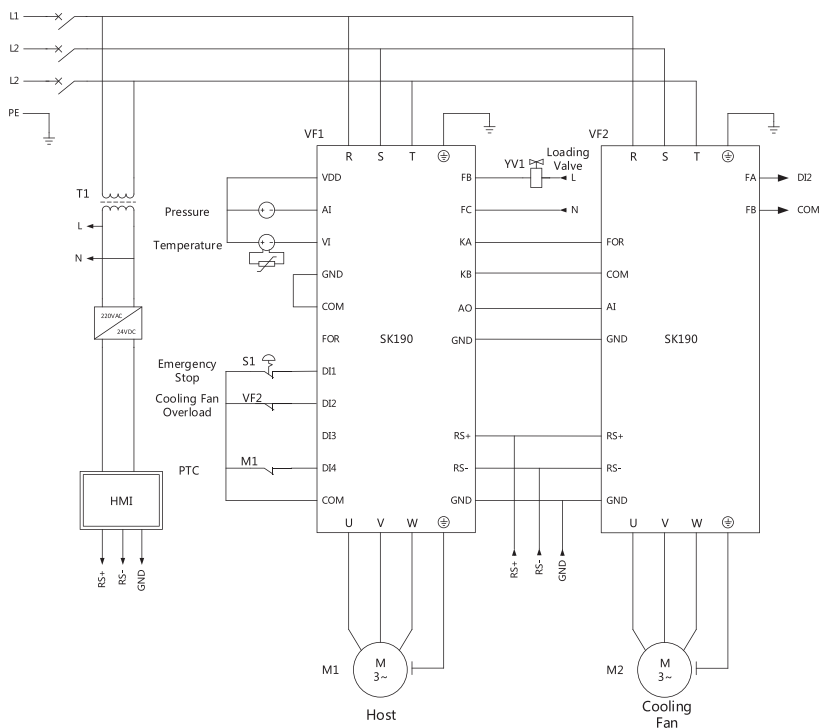 L1
L2
L2
PE
VF1
VF2
R S T
R S T
T1
L
N
220VAC
24VDC
HMI
RS+
RS-
GND
Pressure
Temperature
Emergency
Stop
S1
Cooling Fan
Overload
VF2
PTC
M1
VDD
AI
VI
GND
COM
FOR
DI1
DI2
DI3
DI4
COM
SK190
FB
FC
KA
KB
AO
GND
RS+
RS-
GND
U V W
YV1
Loading
Valve
L
N
RS+
RS-
GND
FOR
COM
AI
GND
RS+
RS-
GND
SK190
FA
FB
DI2
COM
U V W
M1
M
3~
Host
M2
M
3~
Cooling
Fan